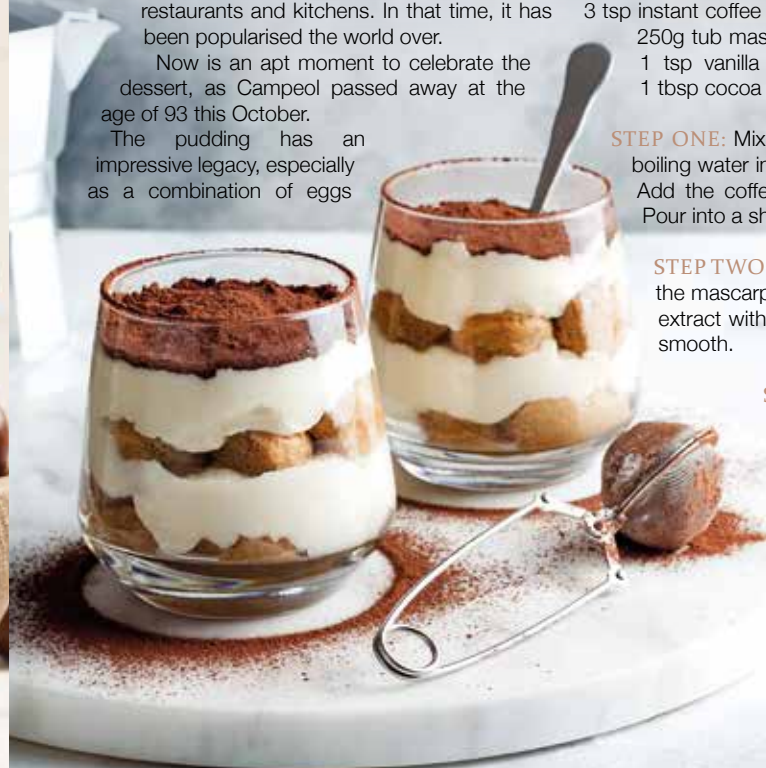 restaurants and kitchens. In that time, it has
been popularised the world over.
Now is an apt moment to celebrate the
dessert, as Campeol passed away at the
age of 93 this October.
The pudding has an
impressive legacy, especially
as a combination of eggs
3 tsp instant coffee
250g tub mas
1 tsp vanilla
1 tbsp cocoa
STEP ONE: Mix
boiling water in
Add the coffe
Pour into a sh
STEP TWO
the mascarp
extract with
smooth.